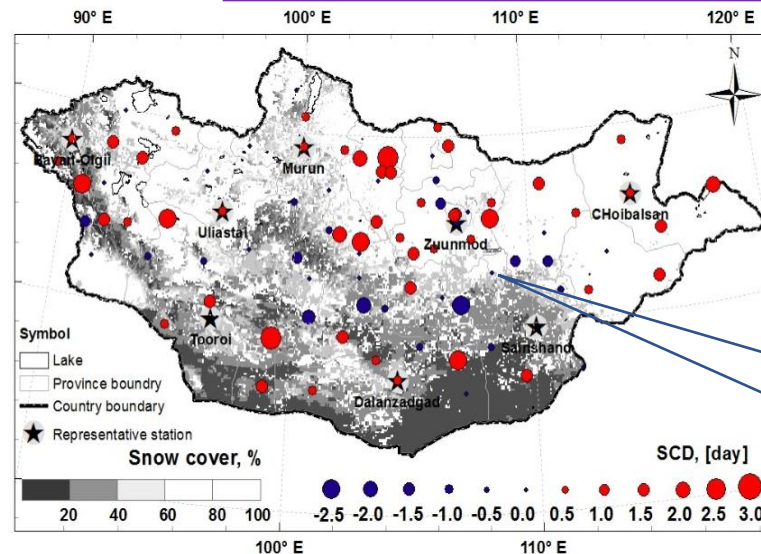 90° E 100° E 110° E 120° E
N
Bayan-Olgii
Murun
CHoibalsan
Uliastai
Zuunmod
Tooroi
Sainshand
Dalanzadgad
Symbol
Lake
Province boundry
Country boundary
Representative station
Snow cover, %
20 40 60 80 100
SCD, [day]
-2.5 -2.0 -1.5 -1.0 -0.5 0.0 0.5 1.0 1.5 2.0 2.5 3.0
100° E 110° E